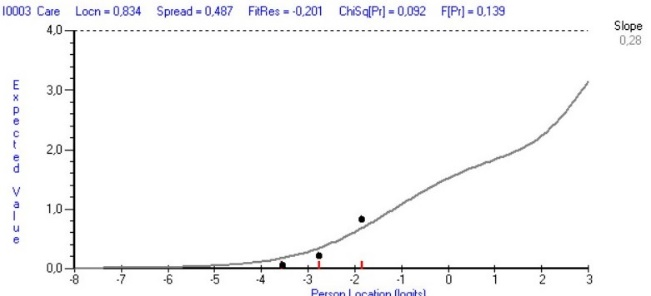 I0003 Care Locn = 0,834 Spread = 0,487 FitRes = -0,201 ChiSq[Pr] = 0,092 F[Pr] = 0,139
Slope
0,28
4,0
3,0
2,0
1,0
0,0
Expected Value
-8 -7 -6 -5 -4 -3 -2 -1 0 1 2 3
Person Location (logits)